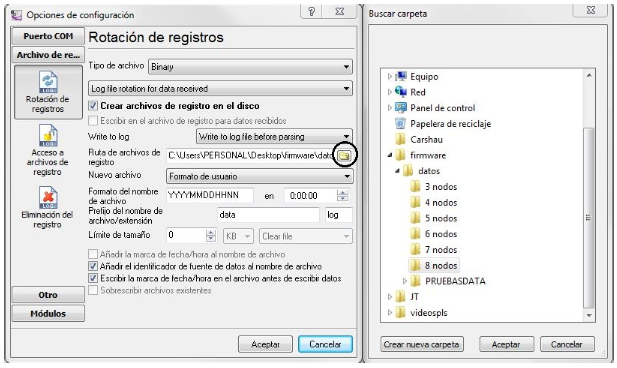 Opciones de configuración
Puerto COM
Archivo de re...
Rotación de registros
Acceso a archivos de registro
Eliminación del registro
Otro
Módulos
Rotación de registros
Tipo de archivo Binary
Log file rotation for data received
Crear archivos de registro en el disco
Escribir en el archivo de registro para datos recibidos
Write to log Write to log file before parsing
Ruta de archivos de registro C:\Users\PERSONAL\Desktop\firmware\dato
Nuevo archivo Formato de usuario
Formato del nombre de archivo YYYYMMDDHHNN en 0:00:00
Prefijo del nombre de archivo/extensión data log
Límite de tamaño 0 KB Clear file
Añadir la marca de fecha/hora al nombre de archivo
Añadir el identificador de fuente de datos al nombre de archivo
Escribir la marca de fecha/hora en el archivo antes de escribir datos
Sobrescribir archivos existentes
Aceptar Cancelar
Buscar carpeta
Equipo
Red
Panel de control
Papelera de reciclaje
Carshau
firmware
datos
3 nodos
4 nodos
5 nodos
6 nodos
7 nodos
8 nodos
PRUEBASDATA
JT
videospls
Crear nueva carpeta Aceptar Cancelar